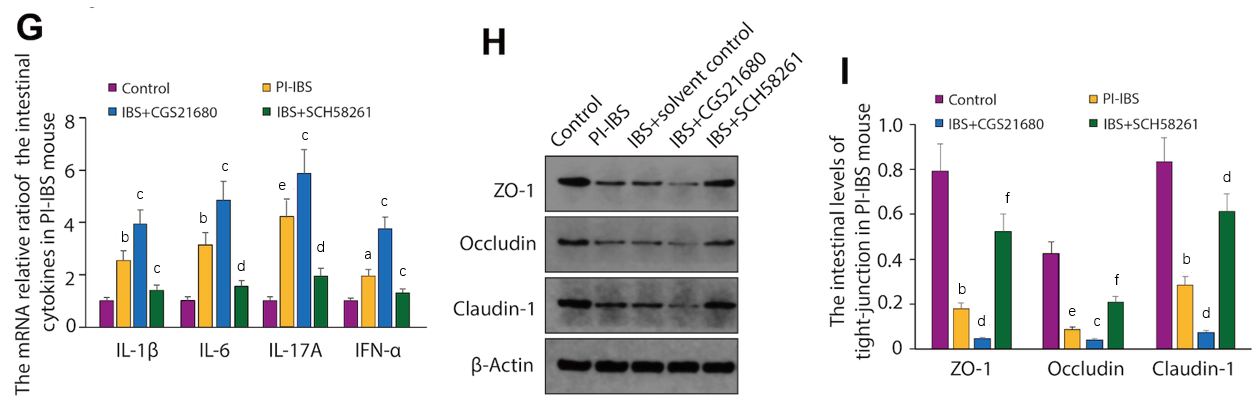 G
The mRNA relative ratioof the intestinal
cytokines in PI-IBS mouse
Control
PI-IBS
IBS+CGS21680
IBS+SCH58261
8
6
4
2
0
b
c
c
b
c
d
e
c
d
a
c
c
IL-1β
IL-6
IL-17A
IFN-α
H
Control
PI-IBS
IBS+solvent control
IBS+CGS21680
IBS+SCH58261
ZO-1
Occludin
Claudin-1
β-Actin
I
The intestinal levels of
tight-junction in PI-IBS mouse
Control
PI-IBS
IBS+CGS21680
IBS+SCH58261
1.0
0.8
0.6
0.4
0.2
0
b
d
f
e
c
f
b
d
d
ZO-1
Occludin
Claudin-1